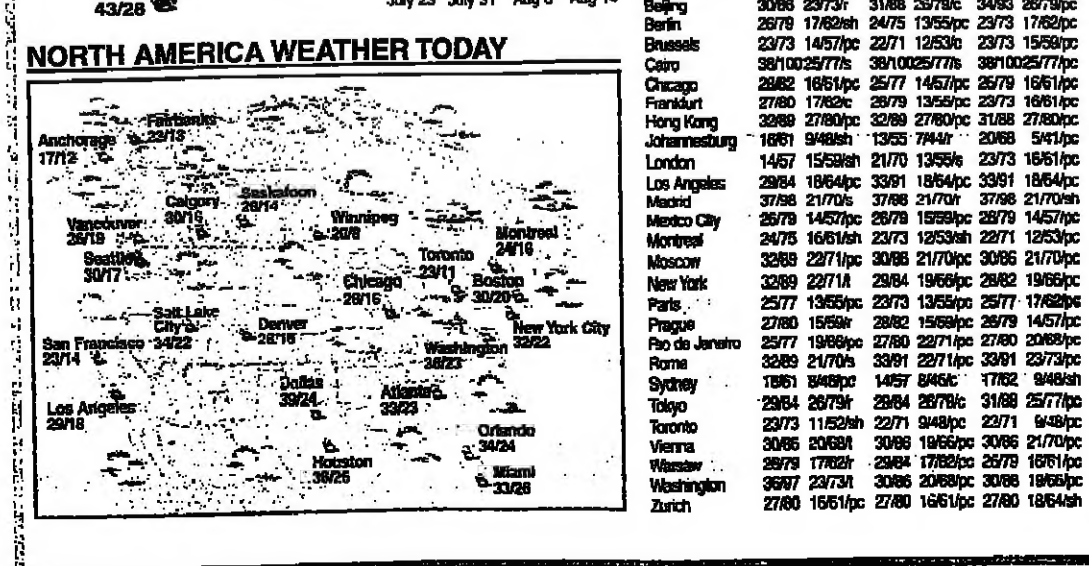 43/28
July 23 July 31 Aug 8 Aug 14
NORTH AMERICA WEATHER TODAY
Fairbanks
23/13
Anchorage
17/12
Saskatoon
28/14
Calgary
30/16
Winnipeg
20/8
Vancouver
26/19
Montreal
24/16
Seattle
30/17
Toronto
23/11
Chicago
28/16
Boston
30/20
Salt Lake
City
34/22
Denver
28/16
New York City
32/22
San Francisco
23/14
Washington
36/23
Dallas
39/24
Atlanta
33/23
Los Angeles
29/18
Orlando
34/24
Houston
36/25
Miami
33/26
Beijing 30/86 23/73/r 31/88 26/79/c 34/93 26/79/pc
Berlin 26/79 17/62/sh 24/75 13/55/pc 23/73 17/62/pc
Brussels 23/73 14/57/pc 22/71 12/53/c 23/73 15/59/pc
Cairo 38/100 25/77/s 38/100 25/77/s 38/100 25/77/pc
Chicago 28/82 16/61/pc 25/77 14/57/pc 26/79 16/61/pc
Frankfurt 27/80 17/62/c 26/79 13/55/pc 23/73 16/61/pc
Hong Kong 32/89 27/80/pc 32/89 27/80/pc 31/88 27/80/pc
Johannesburg 16/61 9/48/sh 13/55 7/44/r 20/68 5/41/pc
London 14/57 15/59/sh 21/70 13/55/s 23/73 16/61/pc
Los Angeles 29/84 18/64/pc 33/91 18/64/pc 33/91 18/64/pc
Madrid 37/98 21/70/s 37/98 21/70/r 37/98 21/70/sh
Mexico City 26/79 14/57/pc 26/79 15/59/pc 26/79 14/57/pc
Montreal 24/75 16/61/sh 23/73 12/53/sh 22/71 12/53/pc
Moscow 32/89 22/71/pc 30/86 21/70/pc 30/86 21/70/pc
New York 32/89 22/71/t 29/84 19/66/pc 28/82 19/66/pc
Paris 25/77 13/55/pc 23/73 13/55/pc 25/77 17/62/pc
Prague 27/80 15/59/r 28/82 15/59/pc 26/79 14/57/pc
Rio de Janeiro 25/77 19/66/pc 27/80 22/71/pc 27/80 20/68/pc
Rome 32/89 21/70/s 33/91 22/71/pc 33/91 23/73/pc
Sydney 16/61 8/46/pc 14/57 8/46/c 17/62 9/48/sh
Tokyo 29/84 26/79/r 29/84 26/79/c 31/88 25/77/pc
Toronto 23/73 11/52/sh 22/71 9/48/pc 22/71 9/48/pc
Vienna 30/86 20/68/t 30/86 19/66/pc 30/86 21/70/pc
Warsaw 26/79 17/62/r 29/84 17/62/pc 26/79 16/61/pc
Washington 36/97 23/73/t 30/86 20/68/pc 30/86 19/66/pc
Zurich 27/80 16/61/pc 27/80 16/61/pc 27/80 18/64/sh